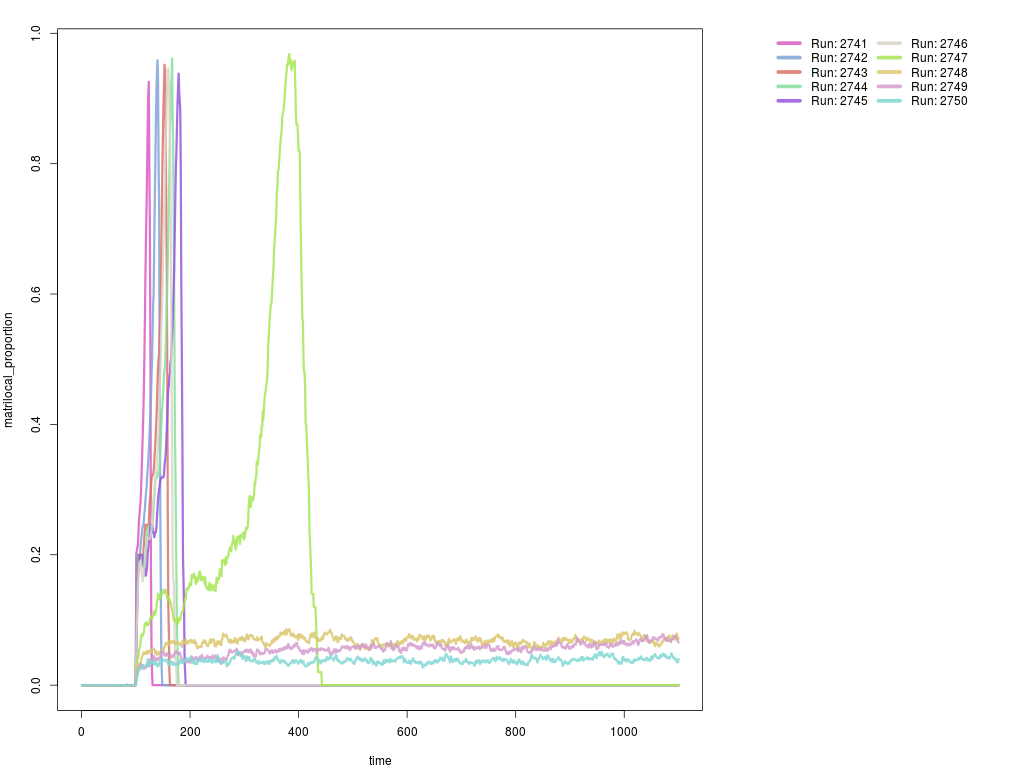 1.0
0.8
0.6
0.4
0.2
0.0
matrilocal_proportion
0 200 400 600 800 1000
time
Run: 2741 Run: 2746
Run: 2742 Run: 2747
Run: 2743 Run: 2748
Run: 2744 Run: 2749
Run: 2745 Run: 2750